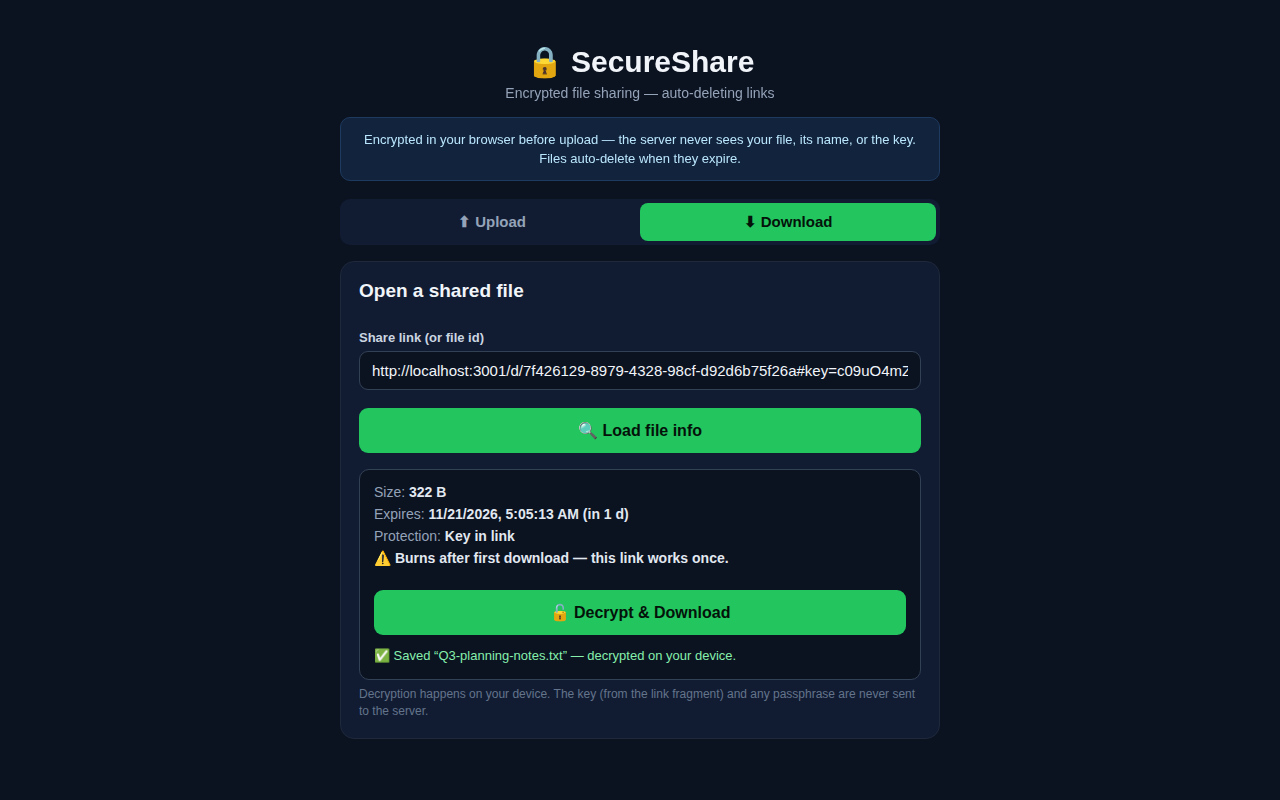 🔒 SecureShare
Encrypted file sharing — auto-deleting links
Encrypted in your browser before upload — the server never sees your file, its name, or the key.
Files auto-delete when they expire.
⬆ Upload
⬇ Download
Open a shared file
Share link (or file id)
http://localhost:3001/d/7f426129-8979-4328-98cf-d92d6b75f26a#key=c09uO4mZ
🔍 Load file info
Size: 322 B
Expires: 11/21/2026, 5:05:13 AM (in 1 d)
Protection: Key in link
⚠️ Burns after first download — this link works once.
🔓 Decrypt & Download
✅ Saved “Q3-planning-notes.txt” — decrypted on your device.
Decryption happens on your device. The key (from the link fragment) and any passphrase are never sent
to the server.